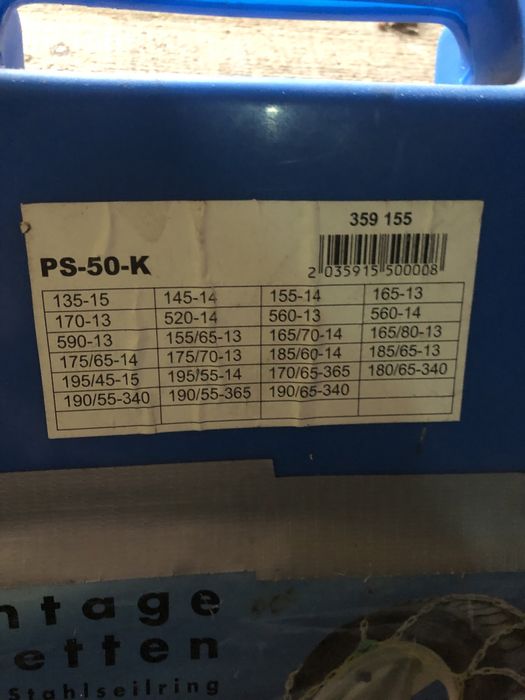 359 155
PS-50-K
2 035915 500008
135-15 145-14 155-14 165-13
170-13 520-14 560-13 560-14
590-13 155/65-13 165/70-14 165/80-13
175/65-14 175/70-13 185/60-14 185/65-13
195/45-15 195/55-14 170/65-365 180/65-340
190/55-340 190/55-365 190/65-340
ntage
etten
Stahlseilring